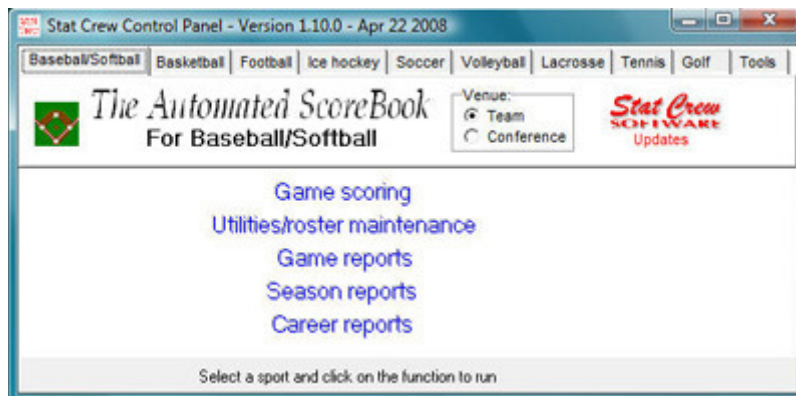 Stat Crew Control Panel - Version 1.10.0 - Apr 22 2008
Baseball/Softball Basketball Football Ice hockey Soccer Volleyball Lacrosse Tennis Golf Tools
The Automated ScoreBook
For Baseball/Softball
Venue:
Team
Conference
Stat Crew
SOFTWARE
Updates
Game scoring
Utilities/roster maintenance
Game reports
Season reports
Career reports
Select a sport and click on the function to run